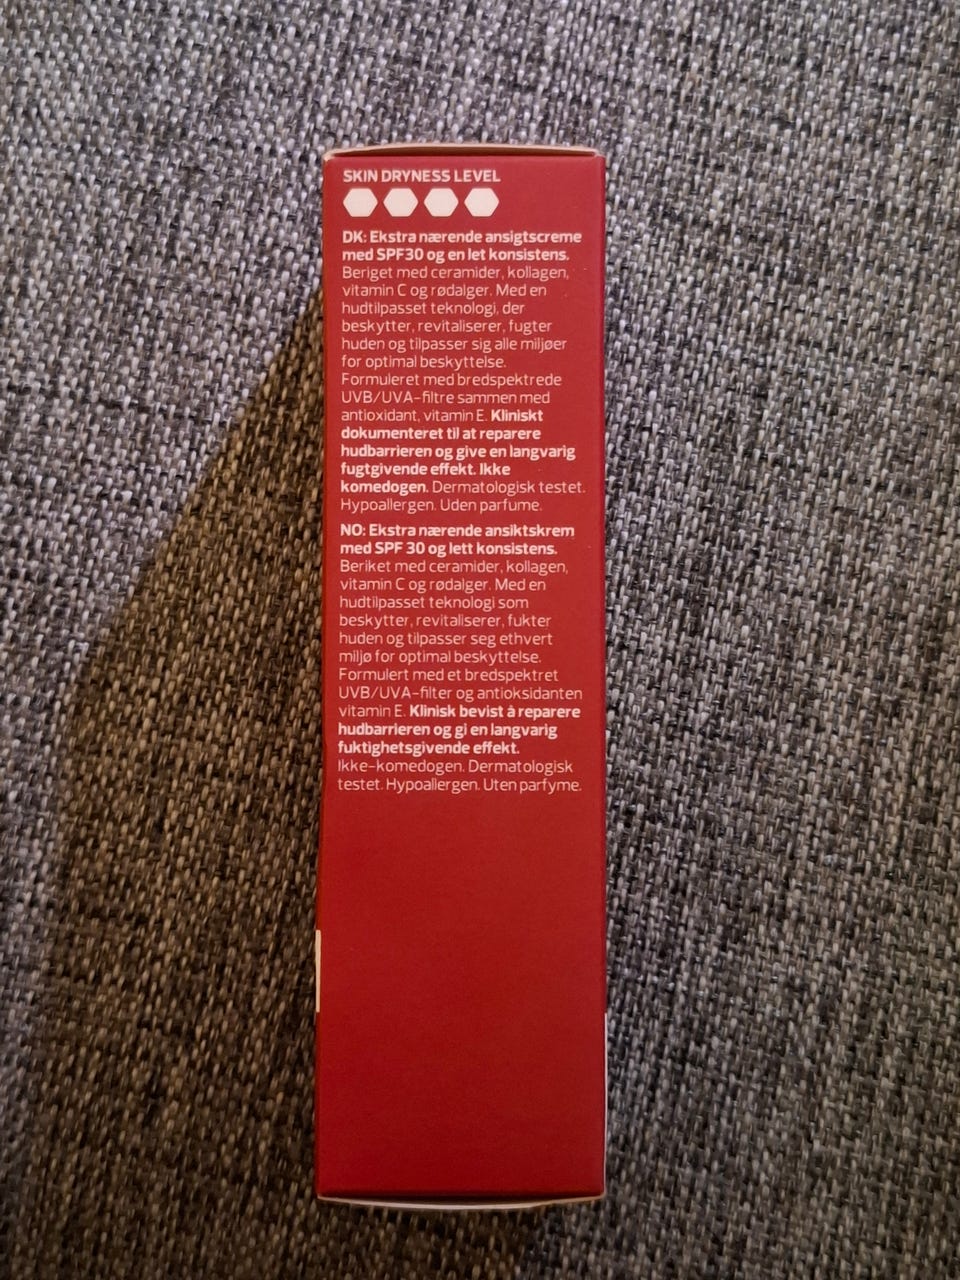 SKIN DRYNESS LEVEL
DK: Ekstra nærende ansigtscreme
med SPF30 og en let konsistens.
Beriget med ceramider, kollagen,
vitamin C og rødalger. Med en
hudtilpasset teknologi, der
beskytter, revitaliserer, fugter
huden og tilpasser sig alle miljøer
for optimal beskyttelse.
Formuleret med bredspektrede
UVB/UVA-filtre sammen med
antioxidant, vitamin E. Kliniskt
dokumenteret til at reparere
hudbarrieren og give en langvarig
fugtgivende effekt. Ikke
komedogen. Dermatologisk testet.
Hypoallergen. Uden parfume.
NO: Ekstra nærende ansiktskrem
med SPF 30 og lett konsistens.
Beriket med ceramider, kollagen,
vitamin C og rødalger. Med en
hudtilpasset teknologi som
beskytter, revitaliserer, fukter
huden og tilpasser seg ethvert
miljø for optimal beskyttelse.
Formulert med et bredspektret
UVB/UVA-filter og antioksidanten
vitamin E. Klinisk bevist å reparere
hudbarrieren og gi en langvarig
fuktighetsgivende effekt.
Ikke-komedogen. Dermatologisk
testet. Hypoallergen. Uten parfyme.